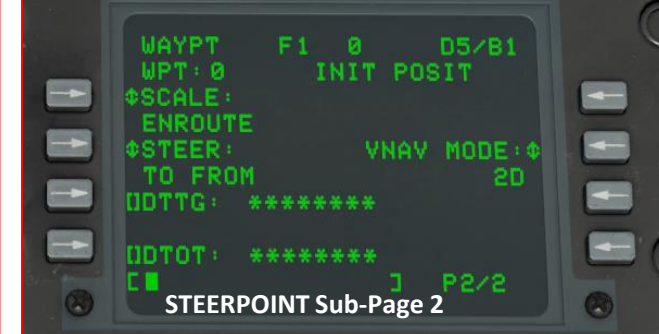 WAYPT F1 0 D5/B1
WPT:0 INIT POSIT
SCALE:
ENROUTE
STEER: VNAV MODE:
TO FROM 2D
[]DTTG: ********
[]DTOT: ********
[ ] P2/2
STEERPOINT Sub-Page 2